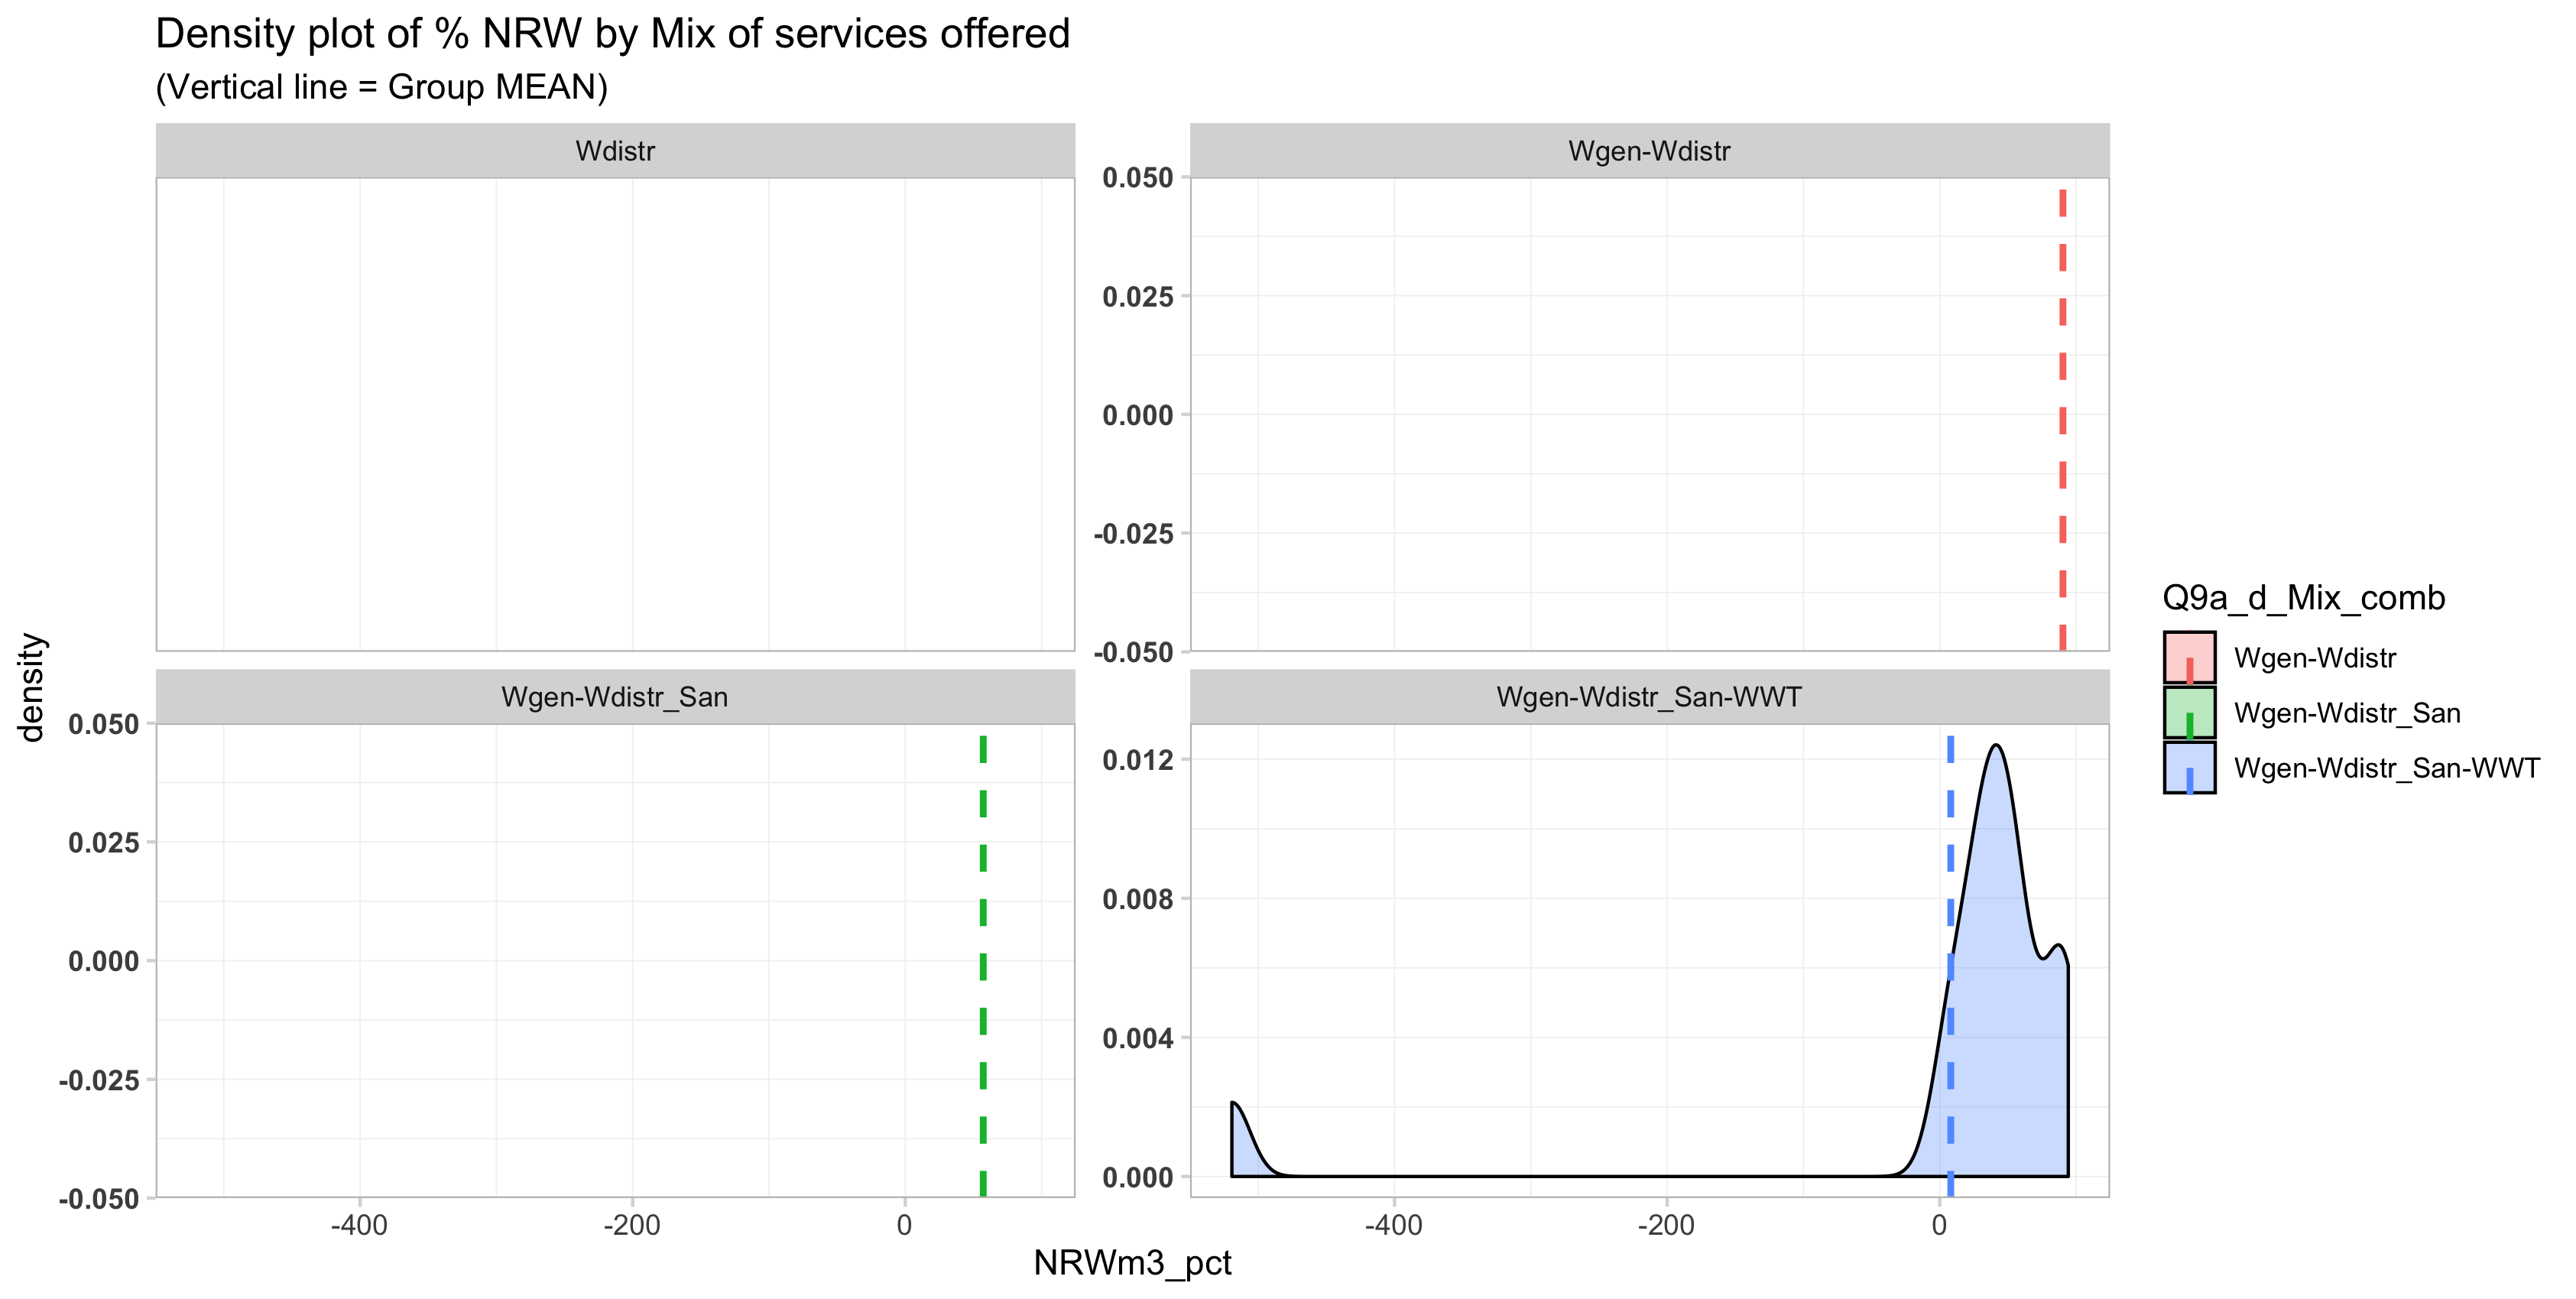 Density plot of % NRW by Mix of services offered
(Vertical line = Group MEAN)
Wdistr
Wgen-Wdistr
0.050
0.025
0.000
-0.025
-0.050
Wgen-Wdistr_San
Wgen-Wdistr_San-WWT
0.050
0.025
0.000
-0.025
-0.050
0.012
0.008
0.004
0.000
-400 -200 0
-400 -200 0
NRWm3_pct
density
Q9a_d_Mix_comb
Wgen-Wdistr
Wgen-Wdistr_San
Wgen-Wdistr_San-WWT